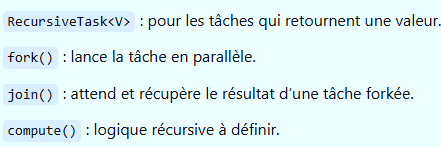 RecursiveTask<V> : pour les tâches qui retournent une valeur.
fork() : lance la tâche en parallèle.
join() : attend et récupère le résultat d’une tâche forkée.
compute() : logique récursive à définir.